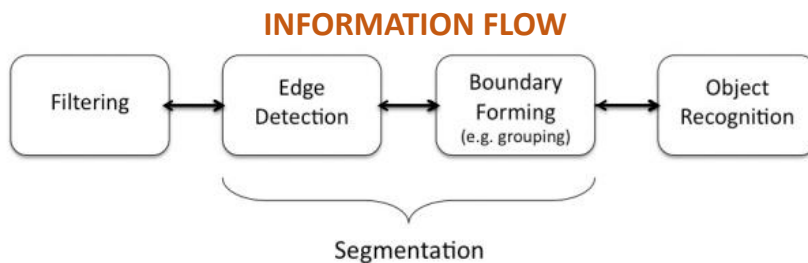 INFORMATION FLOW
Filtering
Edge
Detection
Boundary
Forming
(e.g. grouping)
Object
Recognition
Segmentation